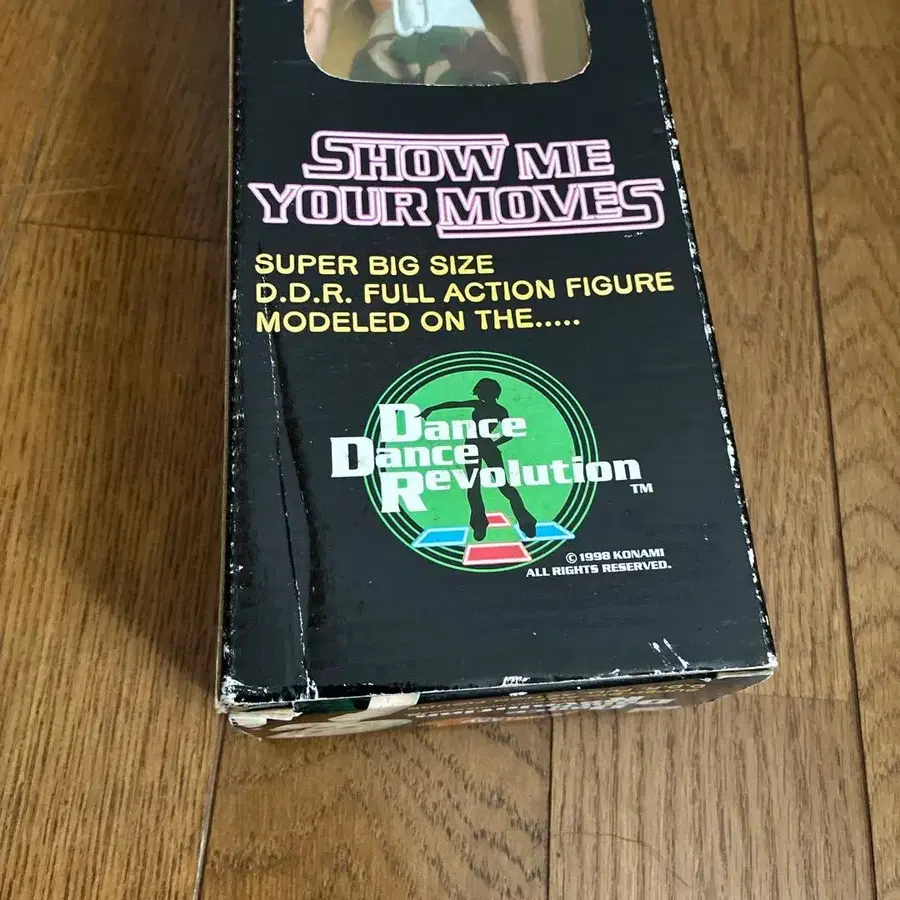 SHOW ME
YOUR MOVES
SUPER BIG SIZE
D.D.R. FULL ACTION FIGURE
MODELED ON THE.....
Dance
Dance
Revolution
TM
© 1998 KONAMI
ALL RIGHTS RESERVED.